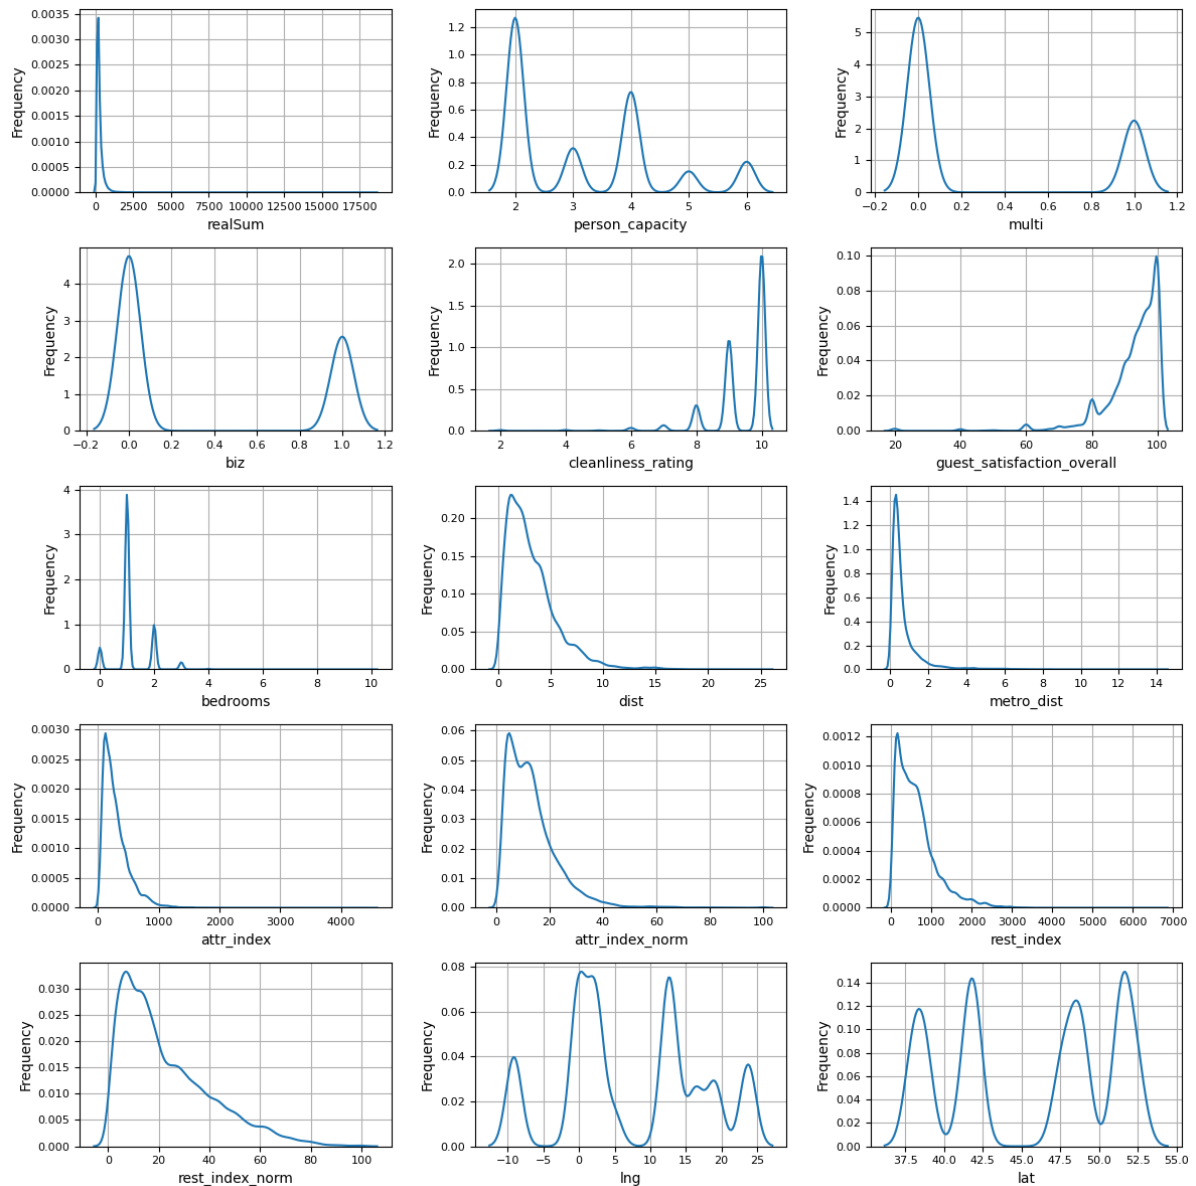 0.0035
0.0030
0.0025
0.0020
0.0015
0.0010
0.0005
0.0000
Frequency
0 2500 5000 7500 10000 12500 15000 17500
realSum
1.2
1.0
0.8
0.6
0.4
0.2
0.0
Frequency
2 3 4 5 6
person_capacity
5
4
3
2
1
0
Frequency
−0.2 0.0 0.2 0.4 0.6 0.8 1.0 1.2
multi
4
3
2
1
0
Frequency
−0.2 0.0 0.2 0.4 0.6 0.8 1.0 1.2
biz
2.0
1.5
1.0
0.5
0.0
Frequency
2 4 6 8 10
cleanliness_rating
0.10
0.08
0.06
0.04
0.02
0.00
Frequency
20 40 60 80 100
guest_satisfaction_overall
4
3
2
1
0
Frequency
0 2 4 6 8 10
bedrooms
0.20
0.15
0.10
0.05
0.00
Frequency
0 5 10 15 20 25
dist
1.4
1.2
1.0
0.8
0.6
0.4
0.2
0.0
Frequency
0 2 4 6 8 10 12 14
metro_dist
0.0030
0.0025
0.0020
0.0015
0.0010
0.0005
0.0000
Frequency
0 1000 2000 3000 4000
attr_index
0.06
0.05
0.04
0.03
0.02
0.01
0.00
Frequency
0 20 40 60 80 100
attr_index_norm
0.0012
0.0010
0.0008
0.0006
0.0004
0.0002
0.0000
Frequency
0 1000 2000 3000 4000 5000 6000 7000
rest_index
0.030
0.025
0.020
0.015
0.010
0.005
0.000
Frequency
0 20 40 60 80 100
rest_index_norm
0.08
0.06
0.04
0.02
0.00
Frequency
−10 −5 0 5 10 15 20 25
lng
0.14
0.12
0.10
0.08
0.06
0.04
0.02
0.00
Frequency
37.5 40.0 42.5 45.0 47.5 50.0 52.5 55.0
lat